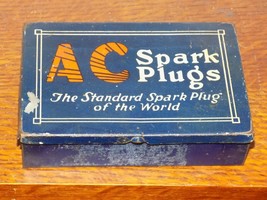 AC Spark
Plugs
The Standard Spark Plug
of the World